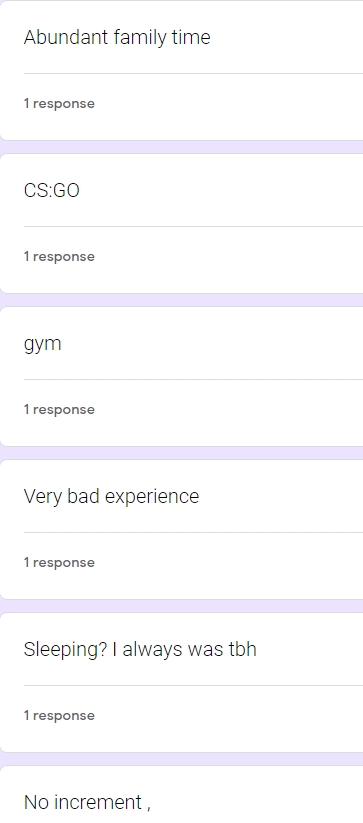 Abundant family time
1 response
CS:GO
1 response
gym
1 response
Very bad experience
1 response
Sleeping? I always was tbh
1 response
No increment ,